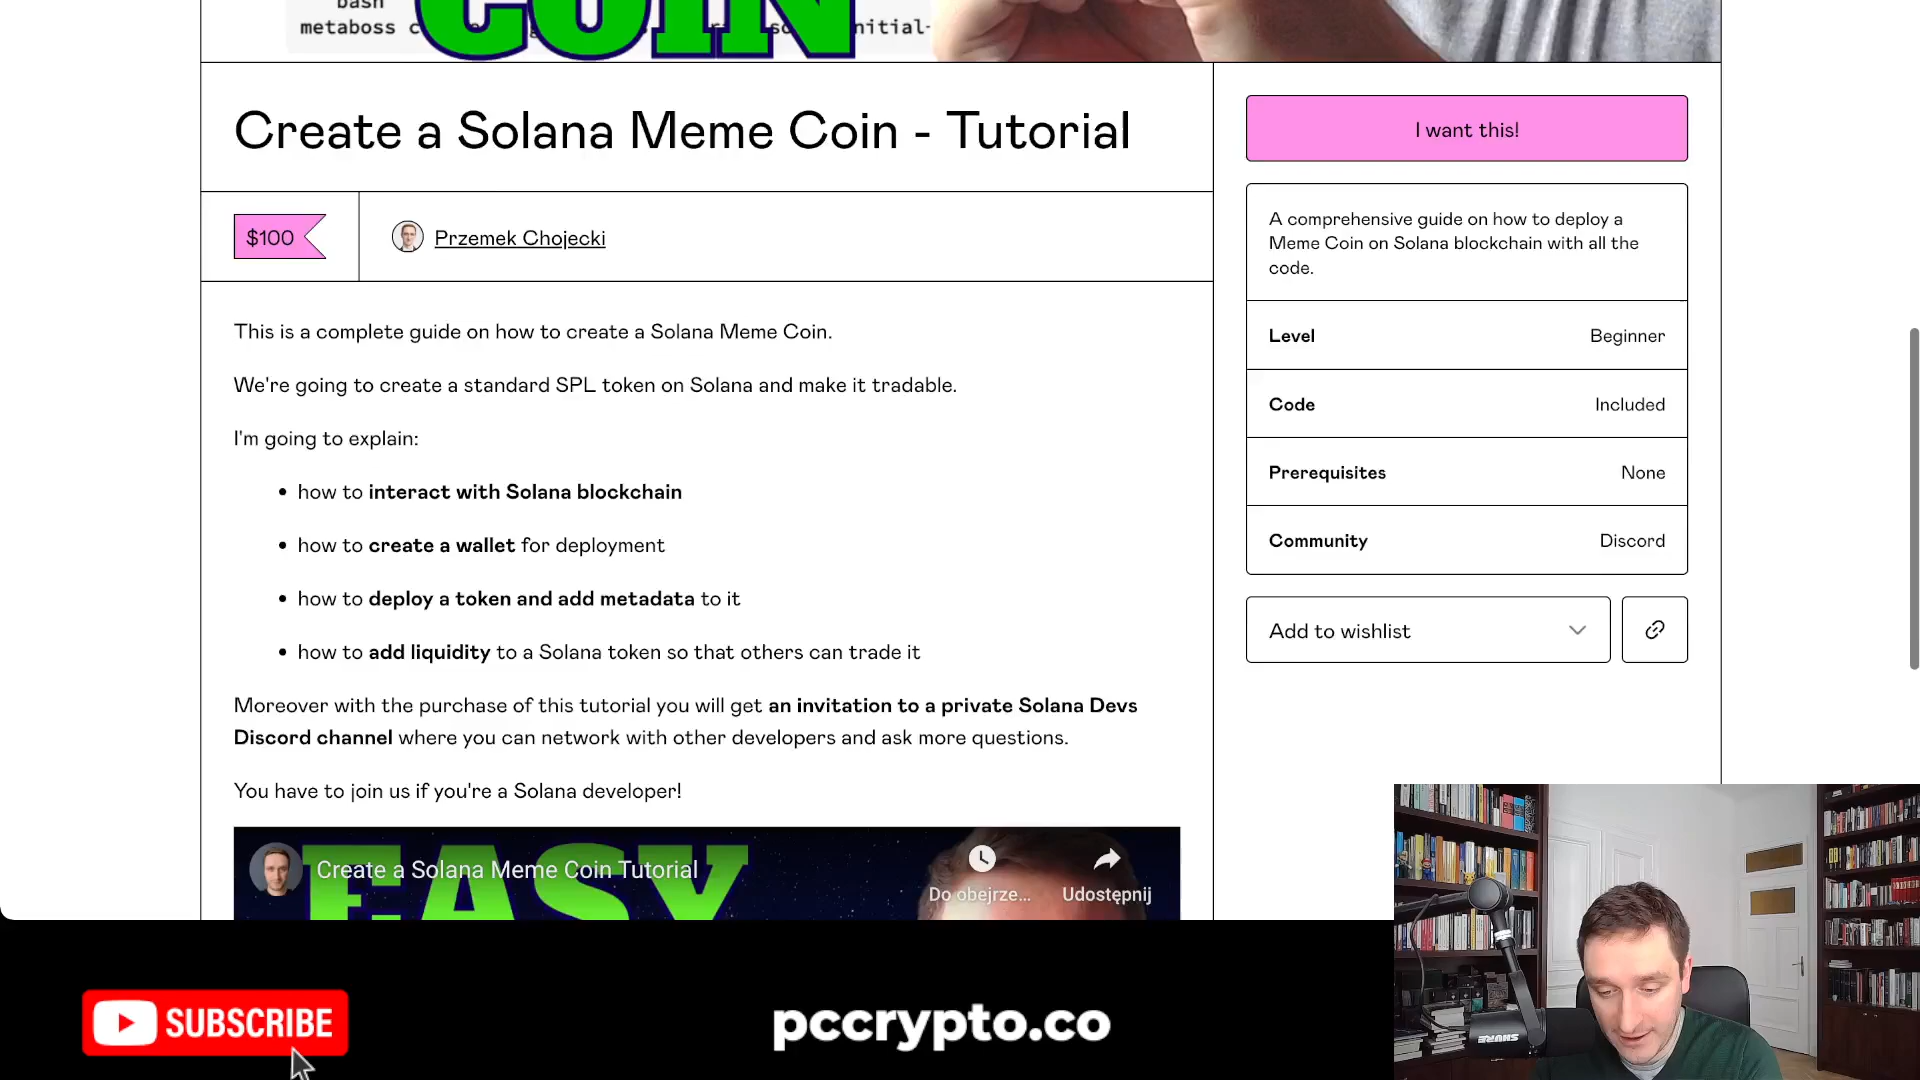 bash
metaboss c
nitial-
COIN
Create a Solana Meme Coin - Tutorial
$100
Przemek Chojecki
This is a complete guide on how to create a Solana Meme Coin.
We're going to create a standard SPL token on Solana and make it tradable.
I'm going to explain:
• how to interact with Solana blockchain
• how to create a wallet for deployment
• how to deploy a token and add metadata to it
• how to add liquidity to a Solana token so that others can trade it
Moreover with the purchase of this tutorial you will get an invitation to a private Solana Devs
Discord channel where you can network with other developers and ask more questions.
You have to join us if you're a Solana developer!
EASY
Create a Solana Meme Coin Tutorial
Do obejrze...
Udostępnij
I want this!
A comprehensive guide on how to deploy a
Meme Coin on Solana blockchain with all the
code.
Level Beginner
Code Included
Prerequisites None
Community Discord
Add to wishlist
SUBSCRIBE
pccrypto.co
SHURE